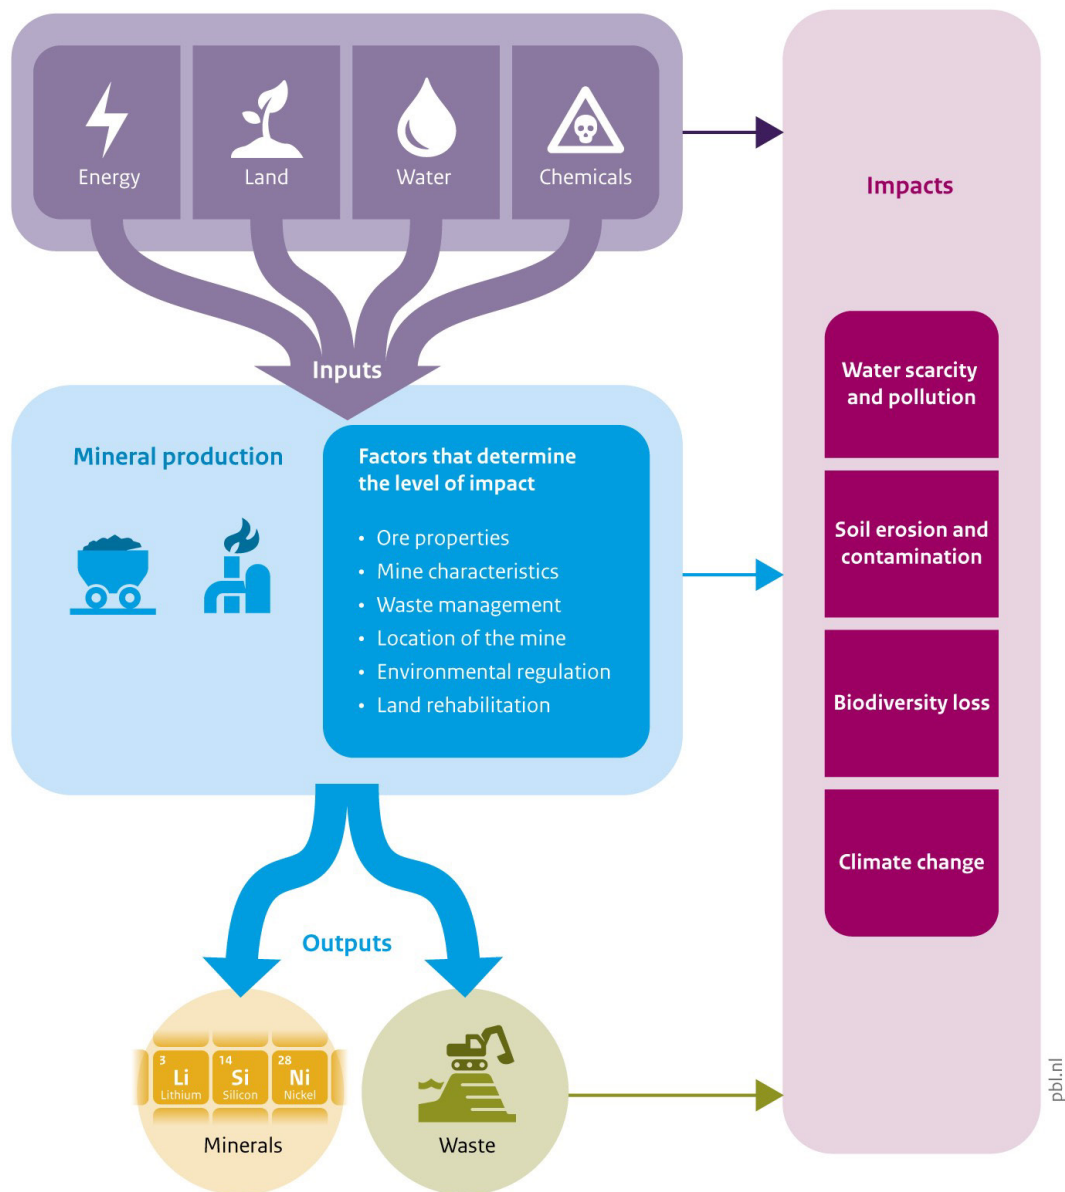 Energy
Land
Water
Chemicals
Impacts
Inputs
Water scarcity
and pollution
Soil erosion and
contamination
Biodiversity loss
Climate change
Mineral production
Factors that determine
the level of impact
• Ore properties
• Mine characteristics
• Waste management
• Location of the mine
• Environmental regulation
• Land rehabilitation
Outputs
3
Li
Lithium
14
Si
Silicon
28
Ni
Nickel
Minerals
Waste
pbl.nl